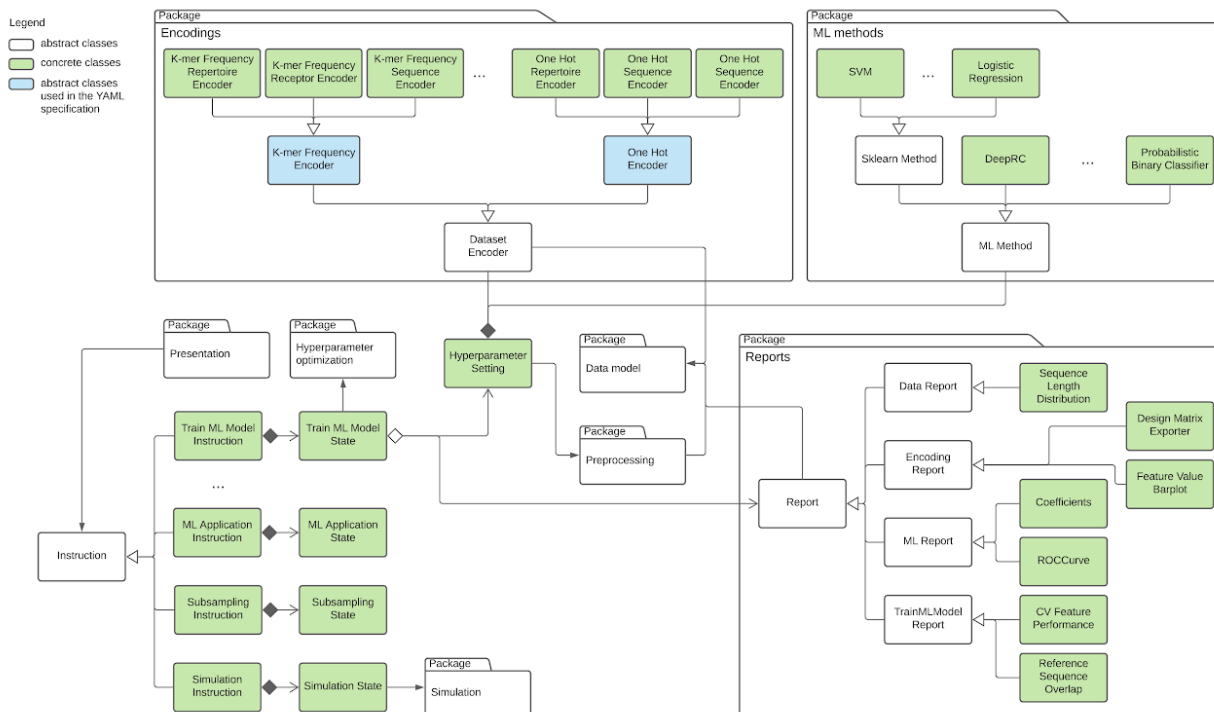 Legend
abstract classes
concrete classes
abstract classes
used in the YAML
specification
Package
Encodings
K-mer Frequency
Repertoire
Encoder
K-mer Frequency
Receptor Encoder
K-mer Frequency
Sequence
Encoder
...
One Hot
Repertoire
Encoder
One Hot
Sequence
Encoder
One Hot
Sequence
Encoder
K-mer Frequency
Encoder
One Hot
Encoder
Dataset
Encoder
Package
ML methods
SVM
...
Logistic
Regression
Sklearn Method
DeepRC
...
Probabilistic
Binary Classifier
ML Method
Package
Presentation
Package
Hyperparameter
optimization
Hyperparameter
Setting
Package
Data model
Package
Preprocessing
Train ML Model
Instruction
Train ML Model
State
...
Instruction
ML Application
Instruction
ML Application
State
Subsampling
Instruction
Subsampling
State
Simulation
Instruction
Simulation State
Package
Simulation
Package
Reports
Report
Data Report
Sequence
Length
Distribution
Encoding
Report
Design Matrix
Exporter
Feature Value
Barplot
ML Report
Coefficients
ROCCurve
TrainMLModel
Report
CV Feature
Performance
Reference
Sequence
Overlap